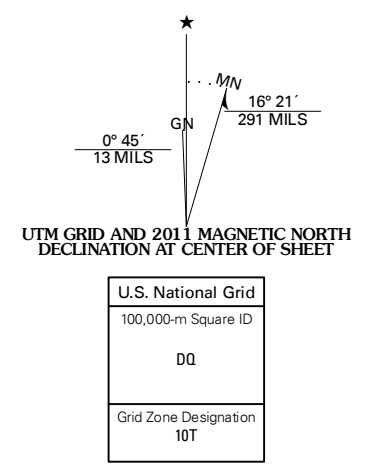 ★
MN
16° 21´
291 MILS
GN
0° 45´
13 MILS
UTM GRID AND 2011 MAGNETIC NORTH
DECLINATION AT CENTER OF SHEET
U.S. National Grid
100,000-m Square ID
DQ
Grid Zone Designation
10T